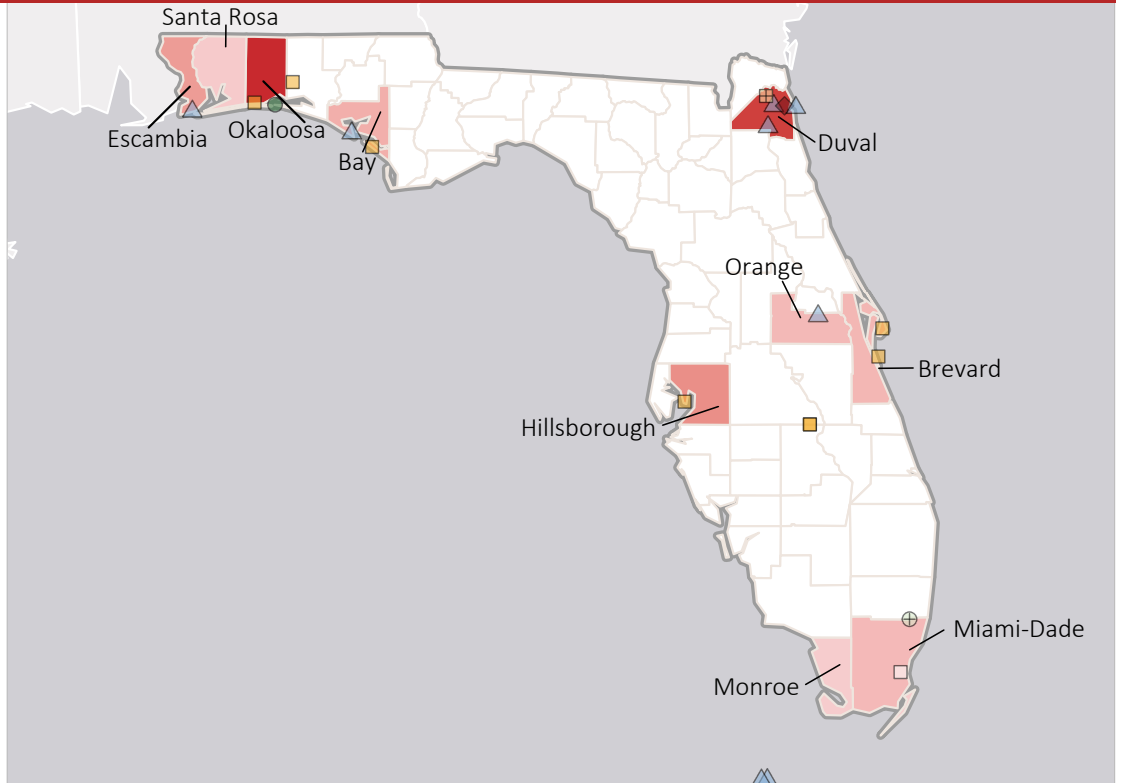 Santa Rosa
Escambia
Okaloosa
Bay
Duval
Orange
Brevard
Hillsborough
Miami-Dade
Monroe